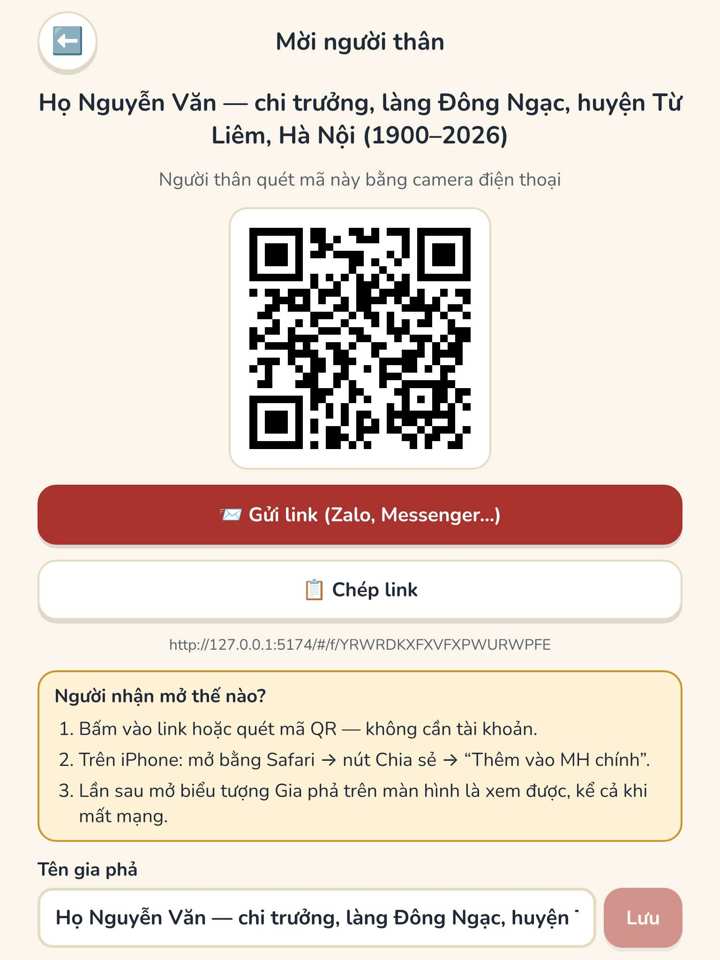 Mời người thân
Họ Nguyễn Văn — chi trưởng, làng Đông Ngạc, huyện Từ
Liêm, Hà Nội (1900–2026)
Người thân quét mã này bằng camera điện thoại
Gửi link (Zalo, Messenger...)
Chép link
http://127.0.0.1:5174/#/f/YRWRDKXFXVFXPWURWPFE
Người nhận mở thế nào?
1. Bấm vào link hoặc quét mã QR — không cần tài khoản.
2. Trên iPhone: mở bằng Safari → nút Chia sẻ → “Thêm vào MH chính”.
3. Lần sau mở biểu tượng Gia phả trên màn hình là xem được, kể cả khi
mất mạng.
Tên gia phả
Họ Nguyễn Văn — chi trưởng, làng Đông Ngạc, huyện
Lưu